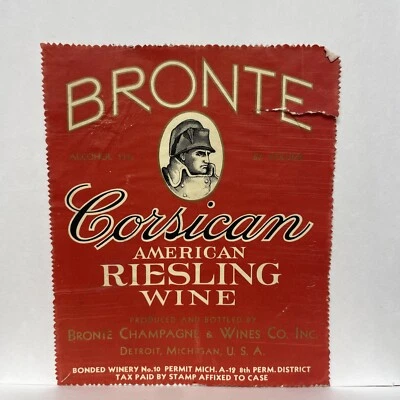 BRONTE
ALCOHOL
BY VOLUME
Corsican
AMERICAN
RIESLING
WINE
PRODUCED AND BOTTLED BY
BRONTE CHAMPAGNE & WINES CO. INC.
DETROIT, MICHIGAN, U. S. A.
BONDED WINERY No.10 PERMIT MICH. A-19 8th PERM. DISTRICT
TAX PAID BY STAMP AFFIXED TO CASE